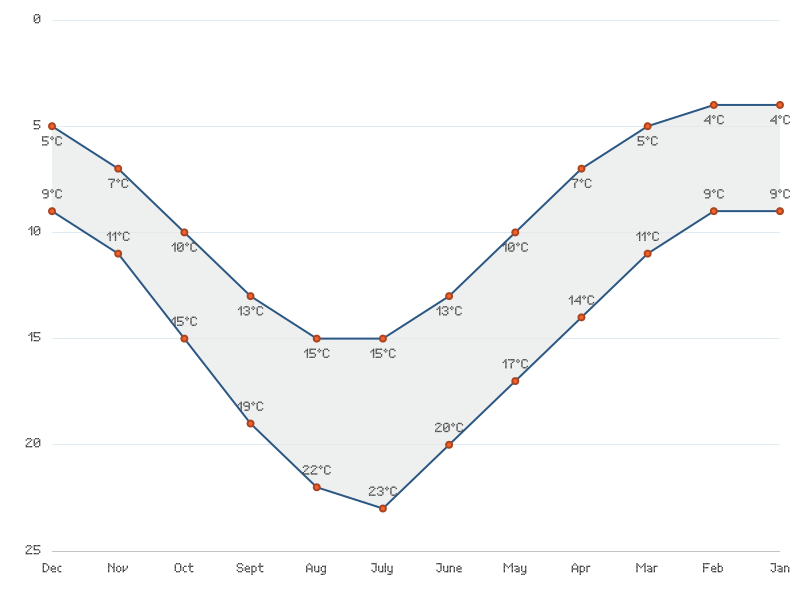 0
5
5°C
4°C
4°C
5°C
7°C
7°C
9°C
9°C
9°C
10
11°C
10°C
10°C
11°C
13°C
13°C
14°C
15
15°C
15°C
15°C
17°C
19°C
20
20°C
22°C
23°C
25
Dec Nov Oct Sept Aug July June May Apr Mar Feb Jan